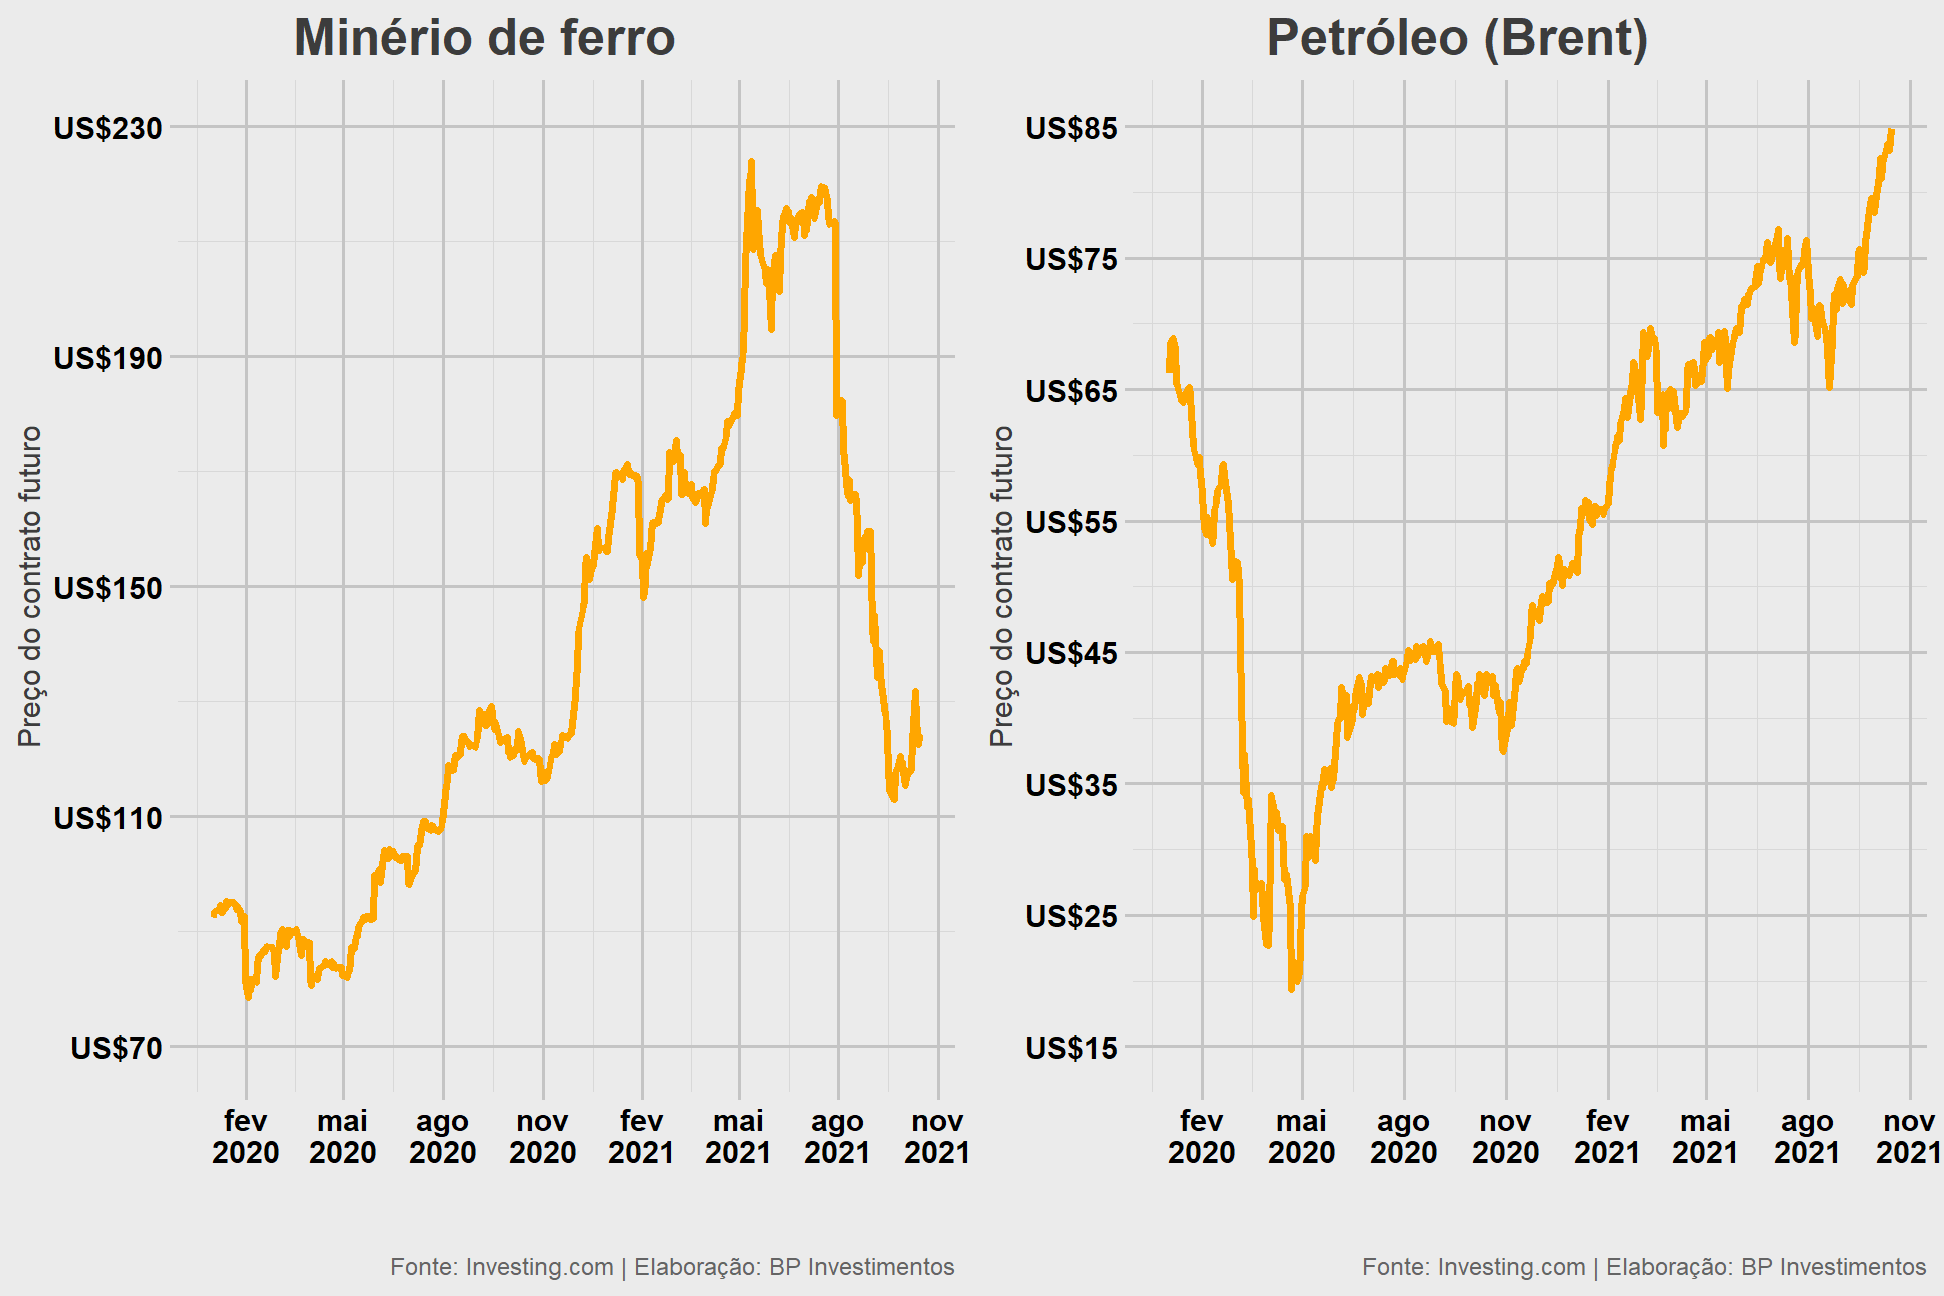 Minério de ferro
US$230
US$190
US$150
US$110
US$70
Preço do contrato futuro
fev mai ago nov fev mai ago nov
2020 2020 2020 2020 2021 2021 2021 2021
Fonte: Investing.com | Elaboração: BP Investimentos
Petróleo (Brent)
US$85
US$75
US$65
US$55
US$45
US$35
US$25
US$15
Preço do contrato futuro
fev mai ago nov fev mai ago nov
2020 2020 2020 2020 2021 2021 2021 2021
Fonte: Investing.com | Elaboração: BP Investimentos